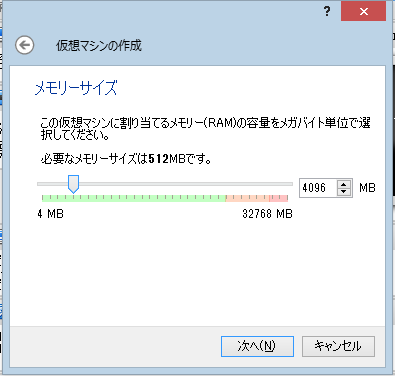 ?
仮想マシンの作成
メモリーサイズ
この仮想マシンに割り当てるメモリー(RAM)の容量をメガバイト単位で選
択してください。
必要なメモリーサイズは512MBです。
4096 MB
4 MB 32768 MB
次へ(N) キャンセル